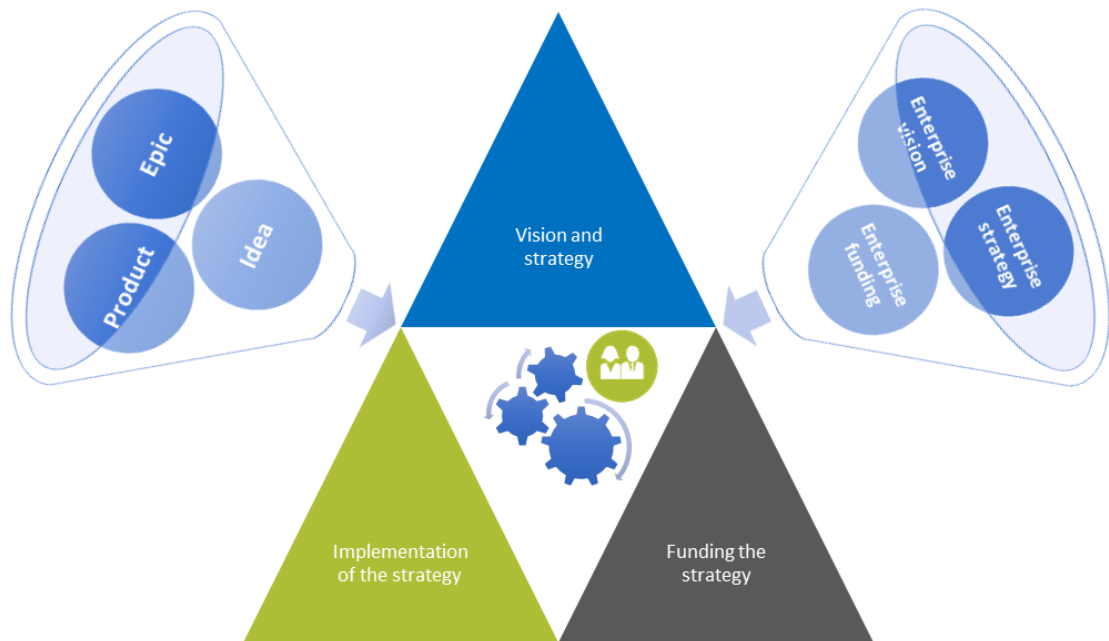 Epic
Idea
Product
Enterprise
vision
Enterprise
strategy
Enterprise
funding
Vision and
strategy
Implementation
of the strategy
Funding the
strategy